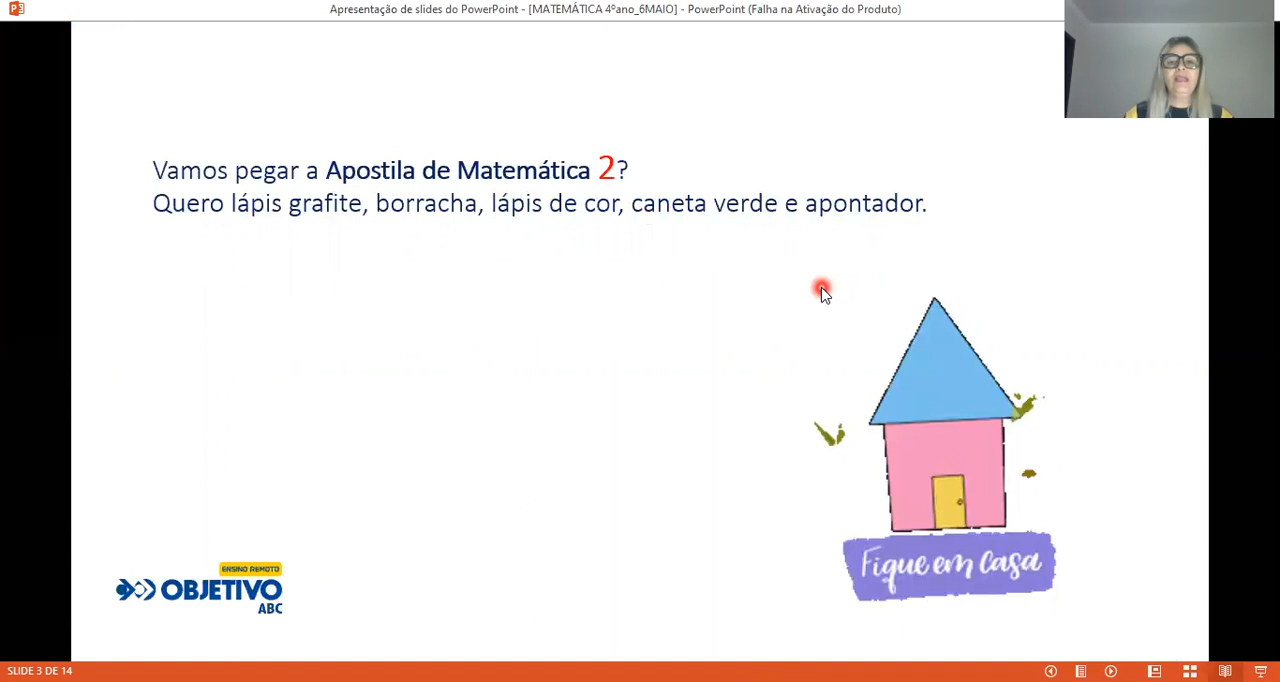 Apresentação de slides do PowerPoint - [MATEMÁTICA 4ºano_6MAIO] - PowerPoint (Falha na Ativação do Produto)
Vamos pegar a Apostila de Matemática 2?
Quero lápis grafite, borracha, lápis de cor, caneta verde e apontador.
Fique em casa
ENSINO REMOTO
OBJETIVO
ABC
SLIDE 3 DE 14